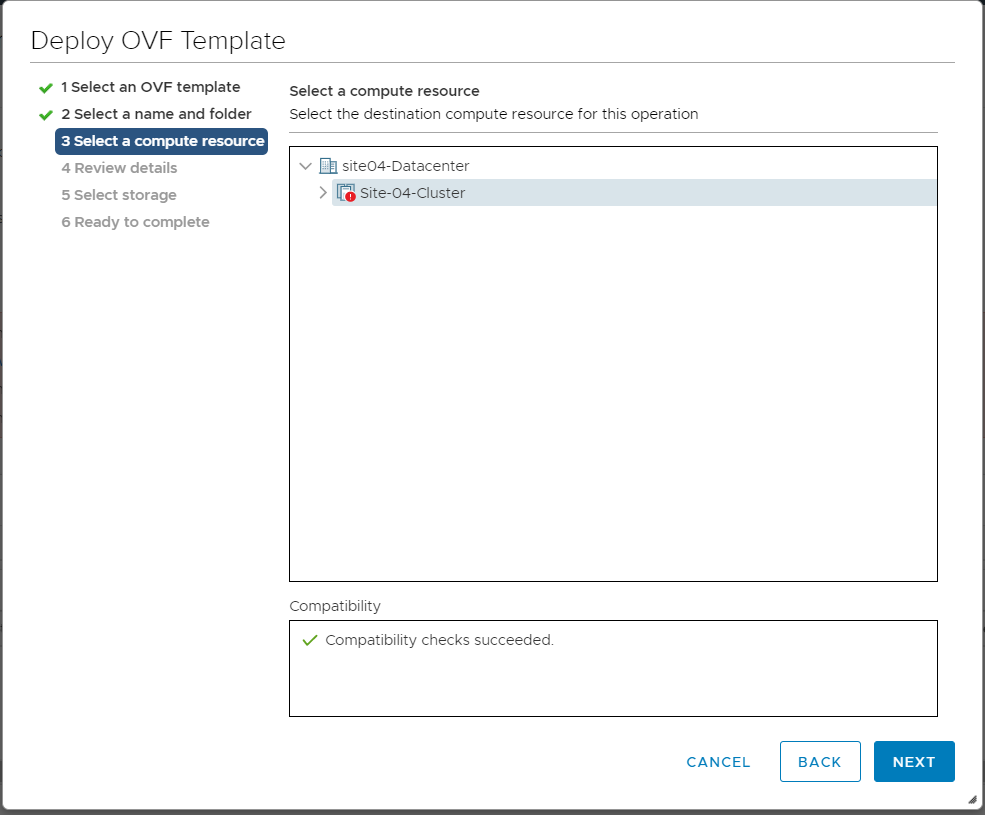 Deploy OVF Template
1 Select an OVF template
2 Select a name and folder
3 Select a compute resource
4 Review details
5 Select storage
6 Ready to complete
Select a compute resource
Select the destination compute resource for this operation
site04-Datacenter
Site-04-Cluster
Compatibility
Compatibility checks succeeded.
CANCEL
BACK
NEXT